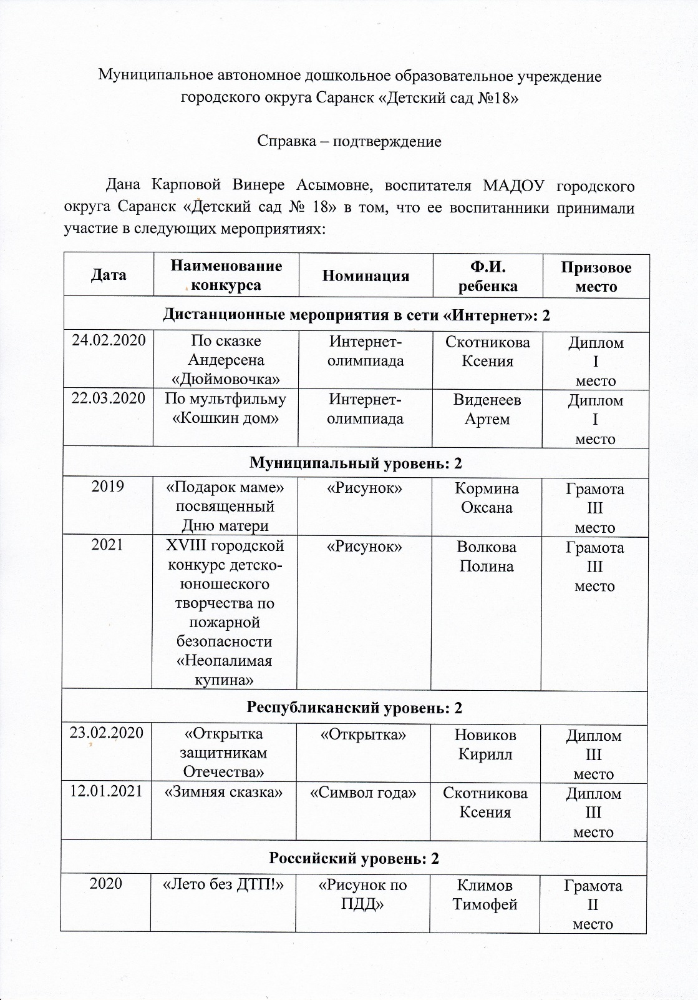 Муниципальное автономное дошкольное образовательное учреждение
городского округа Саранск «Детский сад №18»
Справка – подтверждение
Дана Карповой Винере Асымовне, воспитателя МАДОУ городского
округа Саранск «Детский сад № 18» в том, что ее воспитанники принимали
участие в следующих мероприятиях:
Дата
Наименование
конкурса
Номинация
Ф.И.
ребенка
Призовое
место
Дистанционные мероприятия в сети «Интернет»: 2
24.02.2020
По сказке
Андерсена
«Дюймовочка»
Интернет-
олимпиада
Скотникова
Ксения
Диплом
I
место
22.03.2020
По мультфильму
«Кошкин дом»
Интернет-
олимпиада
Виденеев
Артем
Диплом
I
место
Муниципальный уровень: 2
2019
«Подарок маме»
посвященный
Дню матери
«Рисунок»
Кормина
Оксана
Грамота
III
место
2021
XVIII городской
конкурс детско-
юношеского
творчества по
пожарной
безопасности
«Неопалимая
купина»
«Рисунок»
Волкова
Полина
Грамота
III
место
Республиканский уровень: 2
23.02.2020
«Открытка
защитникам
Отечества»
«Открытка»
Новиков
Кирилл
Диплом
III
место
12.01.2021
«Зимняя сказка»
«Символ года»
Скотникова
Ксения
Диплом
III
место
Российский уровень: 2
2020
«Лето без ДТП!»
«Рисунок по
ПДД»
Климов
Тимофей
Грамота
II
место